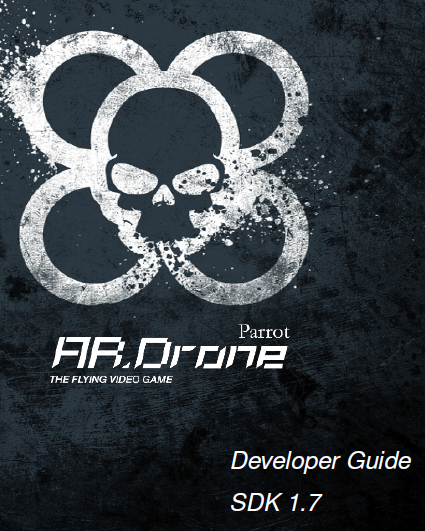 Parrot
AR.Drone
THE FLYING VIDEO GAME
Developer Guide
SDK 1.7